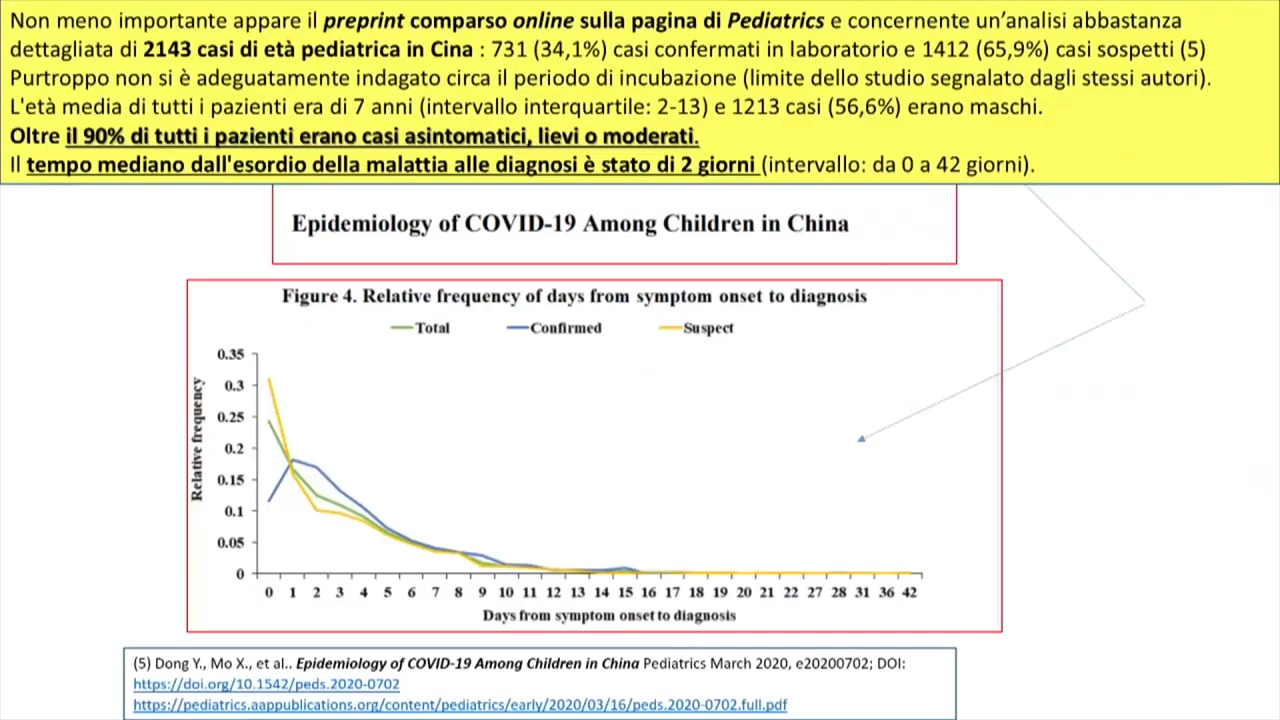 Non meno importante appare il preprint comparso online sulla pagina di Pediatrics e concernente un’analisi abbastanza
dettagliata di 2143 casi di età pediatrica in Cina : 731 (34,1%) casi confermati in laboratorio e 1412 (65,9%) casi sospetti (5)
Purtroppo non si è adeguatamente indagato circa il periodo di incubazione (limite dello studio segnalato dagli stessi autori).
L'età media di tutti i pazienti era di 7 anni (intervallo interquartile: 2-13) e 1213 casi (56,6%) erano maschi.
Oltre il 90% di tutti i pazienti erano casi asintomatici, lievi o moderati.
Il tempo mediano dall'esordio della malattia alle diagnosi è stato di 2 giorni (intervallo: da 0 a 42 giorni).
Epidemiology of COVID-19 Among Children in China
Figure 4. Relative frequency of days from symptom onset to diagnosis
Total Confirmed Suspect
Relative frequency
0.35
0.3
0.25
0.2
0.15
0.1
0.05
0
0 1 2 3 4 5 6 7 8 9 10 11 12 13 14 15 16 17 18 19 20 21 22 27 28 31 36 42
Days from symptom onset to diagnosis
(5) Dong Y., Mo X., et al.. Epidemiology of COVID-19 Among Children in China Pediatrics March 2020, e20200702; DOI:
https://doi.org/10.1542/peds.2020-0702
https://pediatrics.aappublications.org/content/pediatrics/early/2020/03/16/peds.2020-0702.full.pdf